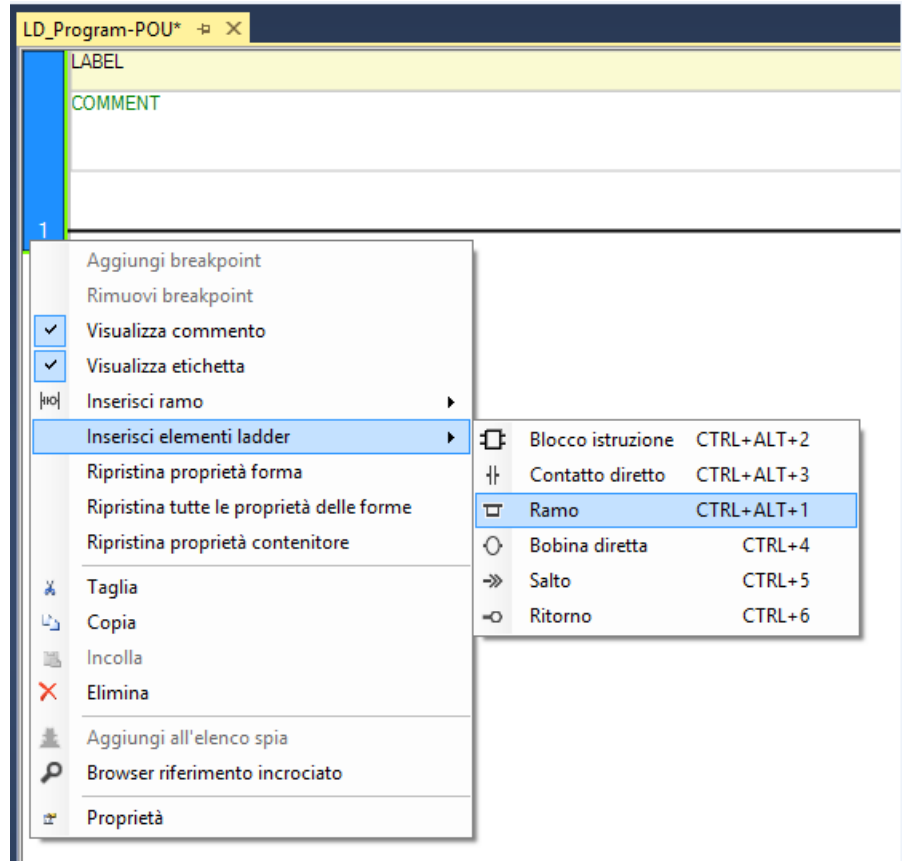 LD_Program-POU*
LABEL
COMMENT
1
Aggiungi breakpoint
Rimuovi breakpoint
Visualizza commento
Visualizza etichetta
Inserisci ramo
Inserisci elementi ladder
Ripristina proprietà forma
Ripristina tutte le proprietà delle forme
Ripristina proprietà contenitore
Taglia
Copia
Incolla
Elimina
Aggiungi all'elenco spia
Browser riferimento incrociato
Proprietà
Blocco istruzione CTRL+ALT+2
Contatto diretto CTRL+ALT+3
Ramo CTRL+ALT+1
Bobina diretta CTRL+4
Salto CTRL+5
Ritorno CTRL+6